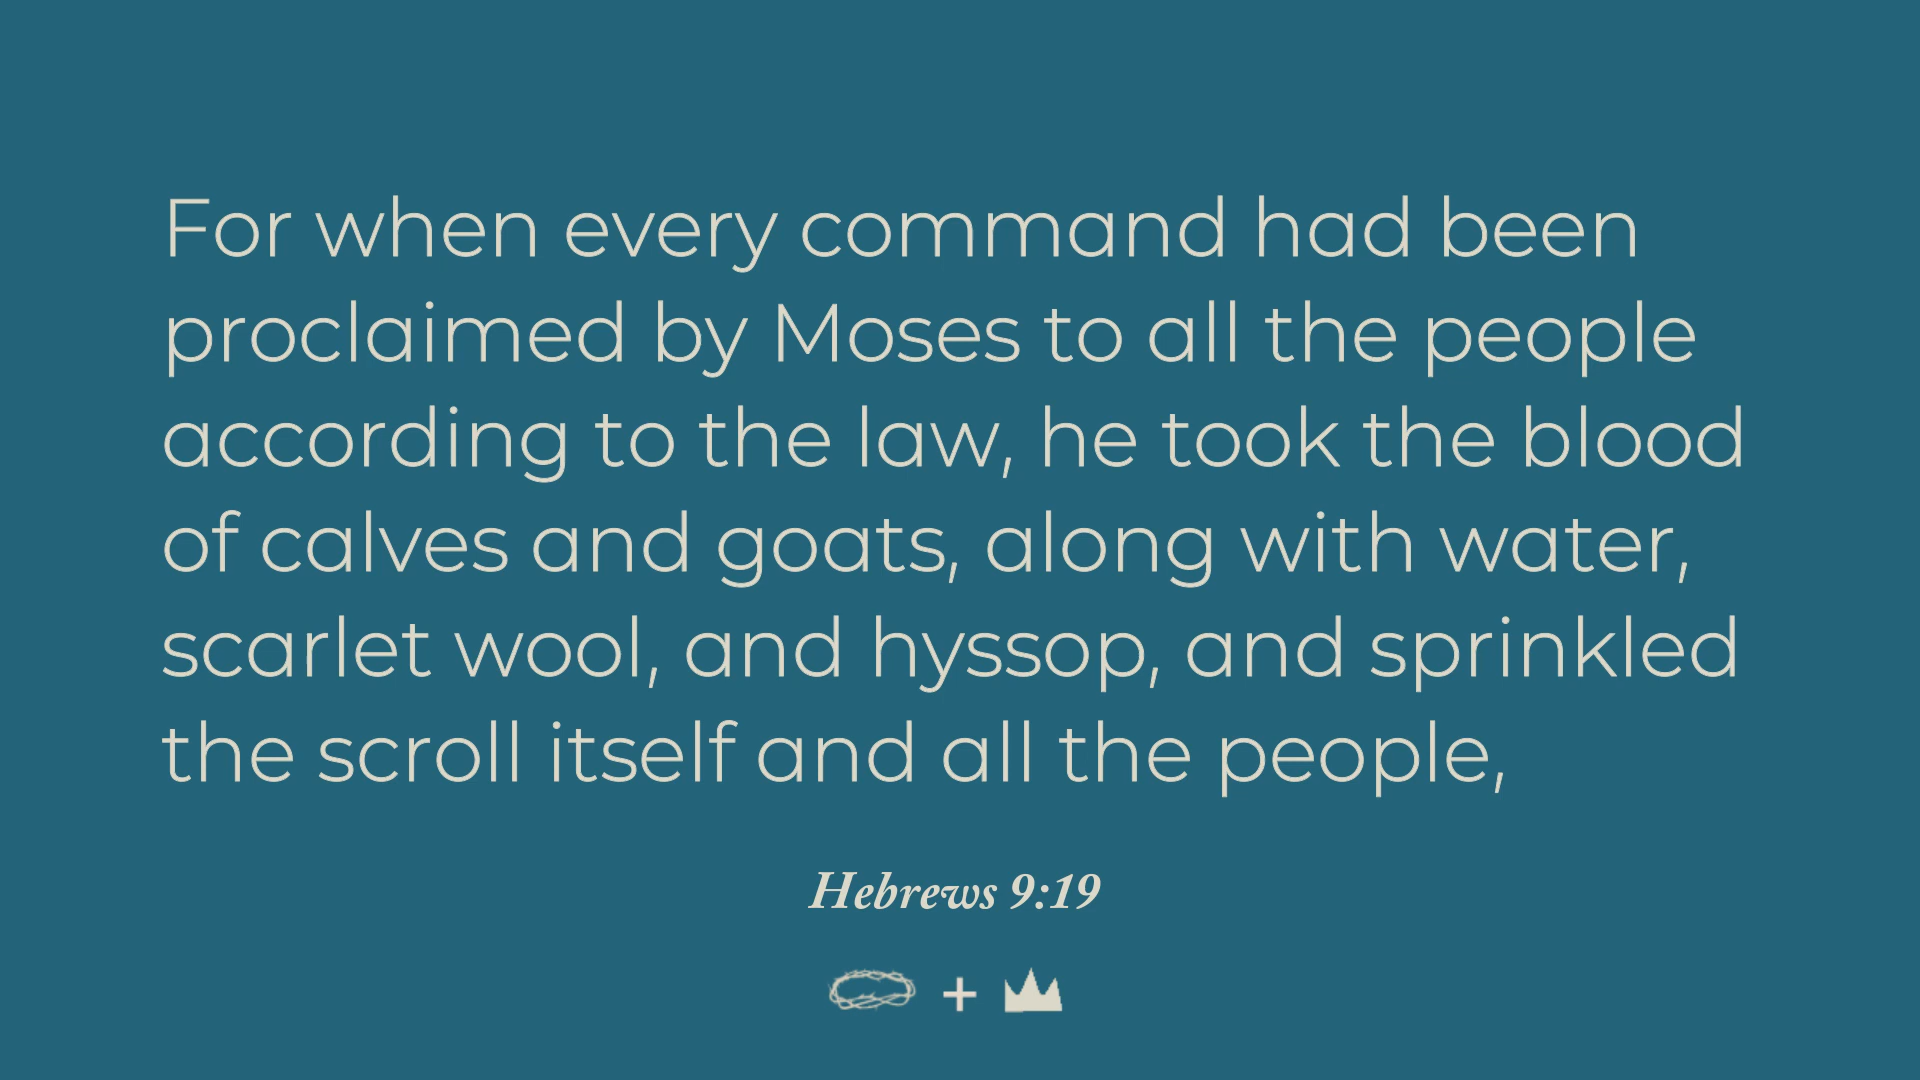 For when every command had been
proclaimed by Moses to all the people
according to the law, he took the blood
of calves and goats, along with water,
scarlet wool, and hyssop, and sprinkled
the scroll itself and all the people,
Hebrews 9:19
+